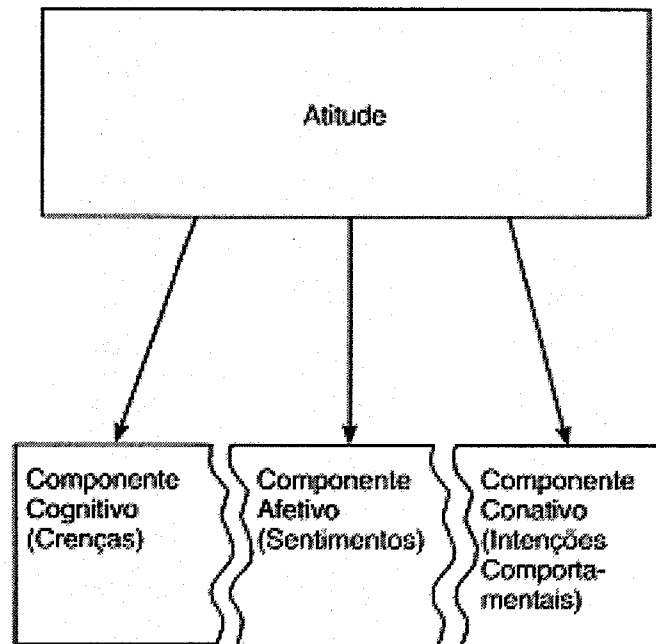 Atitude
Componente
Cognitivo
(Crenças)
Componente
Afetivo
(Sentimentos)
Componente
Conativo
(Intenções
Comporta-
mentais)